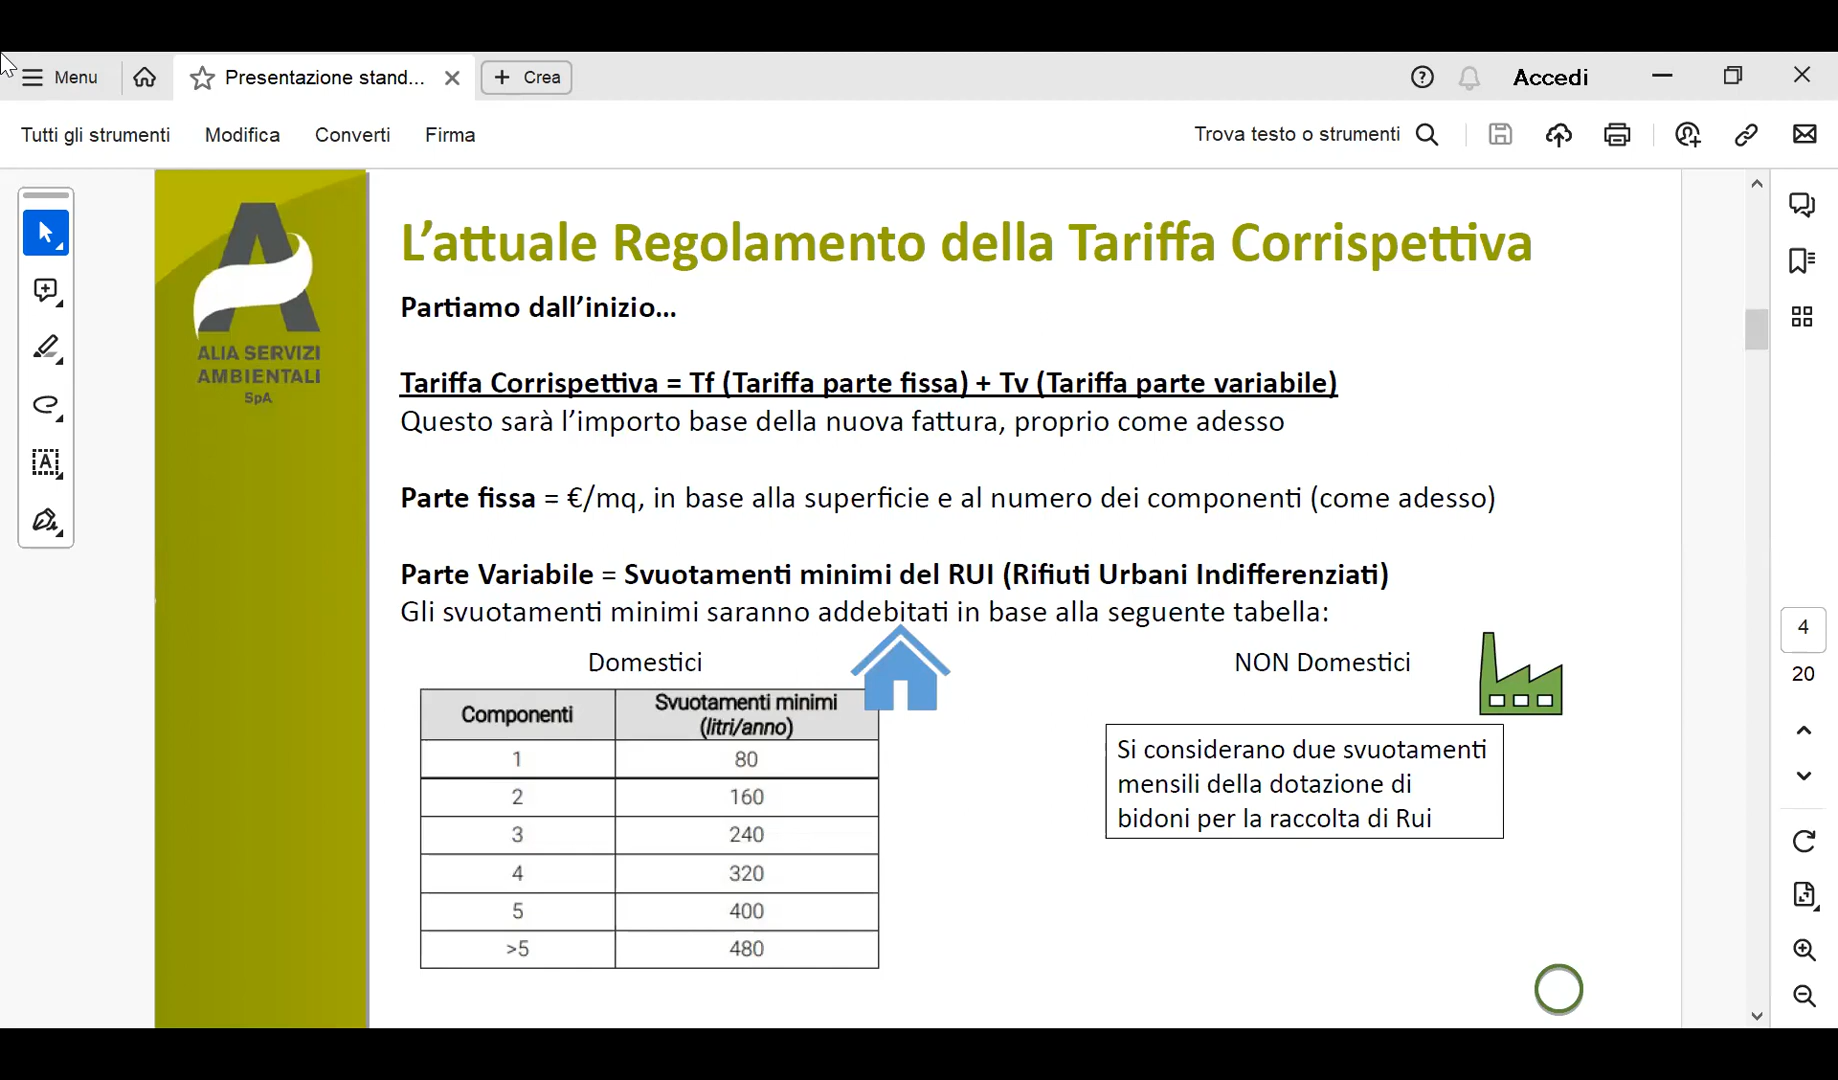 Menu
Presentazione stand...
Crea
Accedi
Tutti gli strumenti
Modifica
Converti
Firma
Trova testo o strumenti
ALIA SERVIZI
AMBIENTALI
SpA
L’attuale Regolamento della Tariffa Corrispettiva
Partiamo dall’inizio...
Tariffa Corrispettiva = Tf (Tariffa parte fissa) + Tv (Tariffa parte variabile)
Questo sarà l’importo base della nuova fattura, proprio come adesso
Parte fissa = €/mq, in base alla superficie e al numero dei componenti (come adesso)
Parte Variabile = Svuotamenti minimi del RUI (Rifiuti Urbani Indifferenziati)
Gli svuotamenti minimi saranno addebitati in base alla seguente tabella:
Domestici
Componenti
Svuotamenti minimi
(litri/anno)
1 80
2 160
3 240
4 320
5 400
>5 480
NON Domestici
Si considerano due svuotamenti
mensili della dotazione di
bidoni per la raccolta di Rui
4
20